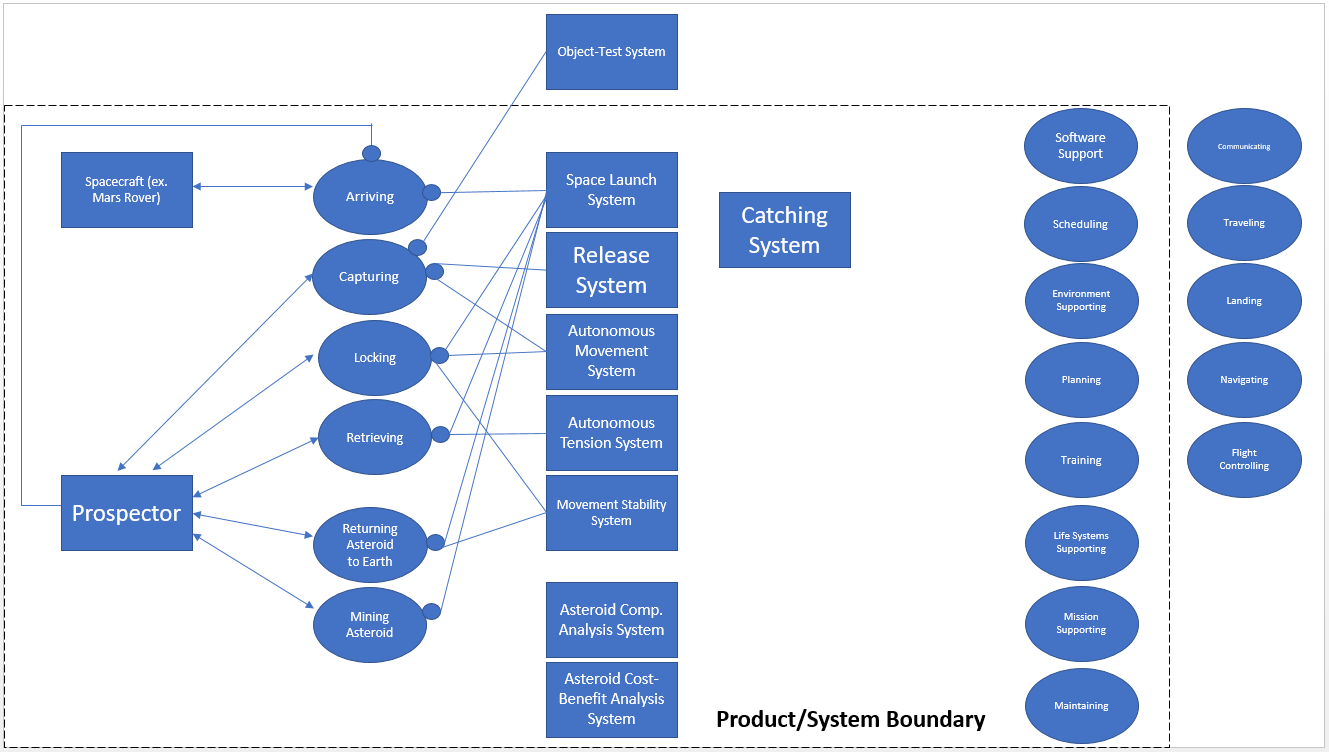 Object-Test System
Spacecraft (ex.
Mars Rover)
Arriving
Capturing
Locking
Retrieving
Prospector
Returning
Asteroid
to Earth
Mining
Asteroid
Space Launch
System
Release
System
Autonomous
Movement
System
Autonomous
Tension System
Movement Stability
System
Asteroid Comp.
Analysis System
Asteroid Cost-
Benefit Analysis
System
Catching
System
Product/System Boundary
Software
Support
Scheduling
Environment
Supporting
Planning
Training
Life Systems
Supporting
Mission
Supporting
Maintaining
Communicating
Traveling
Landing
Navigating
Flight
Controlling